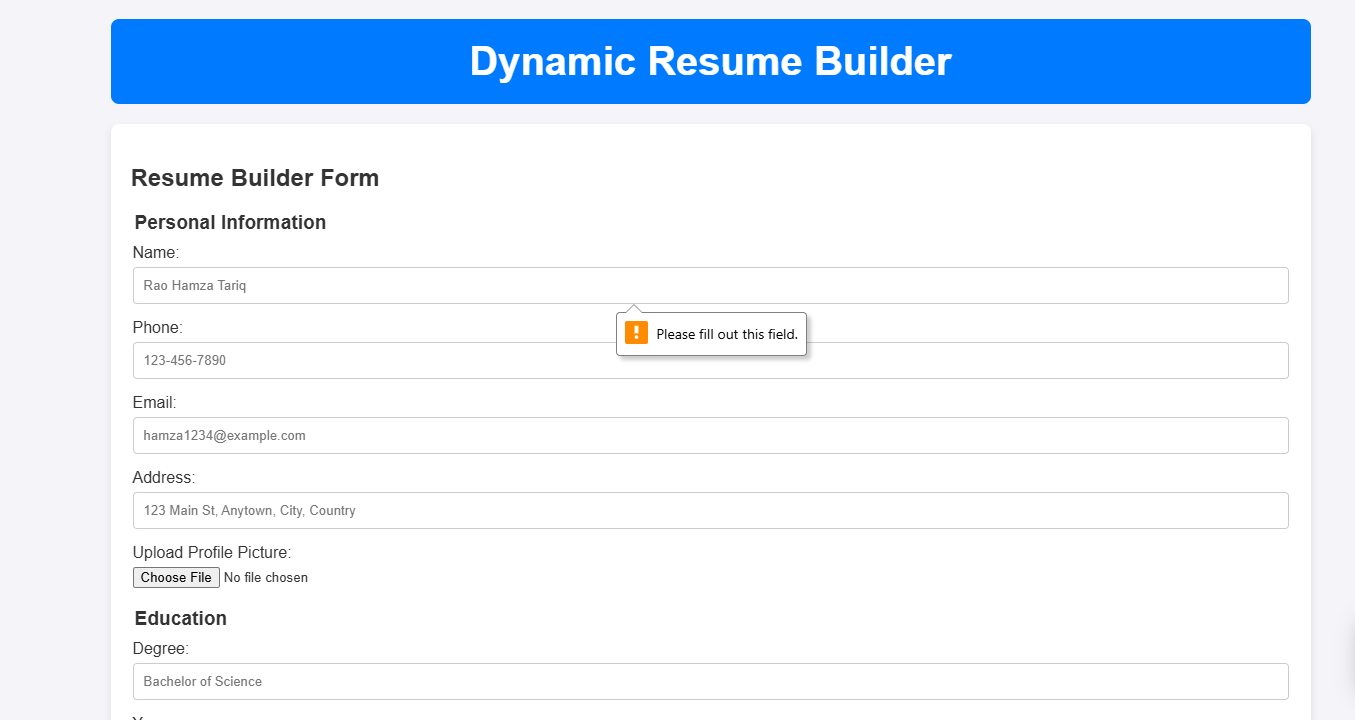 Dynamic Resume Builder
Resume Builder Form
Personal Information
Name:
Rao Hamza Tariq
Please fill out this field.
Phone:
123-456-7890
Email:
hamza1234@example.com
Address:
123 Main St, Anytown, City, Country
Upload Profile Picture:
Choose File No file chosen
Education
Degree:
Bachelor of Science